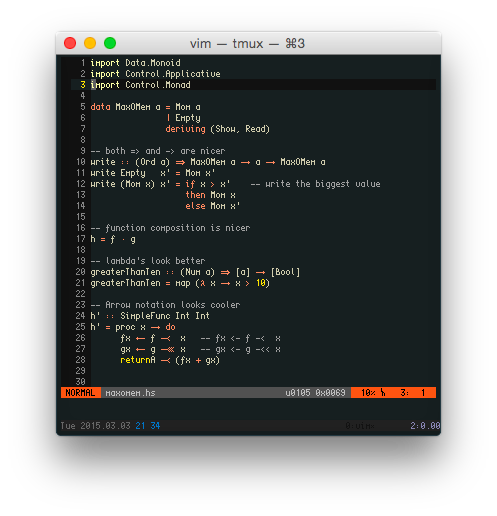 vim — tmux — ⌘3
1 import Data.Monoid
2 import Control.Applicative
3 import Control.Monad
4
5 data MaxOMem a = Mom a
6 | Empty
7 deriving (Show, Read)
8
9 -- both => and -> are nicer
10 write :: (Ord a) ⇒ MaxOMem a → a → MaxOMem a
11 write Empty x' = Mom x'
12 write (Mom x) x' = if x > x' -- write the biggest value
13 then Mom x
14 else Mom x'
15
16 -- function composition is nicer
17 h = f · g
18
19 -- lambda's look better
20 greaterThanTen :: (Num a) ⇒ [a] → [Bool]
21 greaterThanTen = map (λ x → x > 10)
22
23 -- Arrow notation looks cooler
24 h' :: SimpleFunc Int Int
25 h' = proc x → do
26 fx ← f ⤙ x -- fx <- f -< x
27 gx ← g ⤛ x -- gx <- g -<< x
28 returnA ⤙ (fx + gx)
29
30
NORMAL maxomem.hs u0105 0x0069 10% h 3: 1
Tue 2015.03.03 21 34 0:vim- 2:0.00